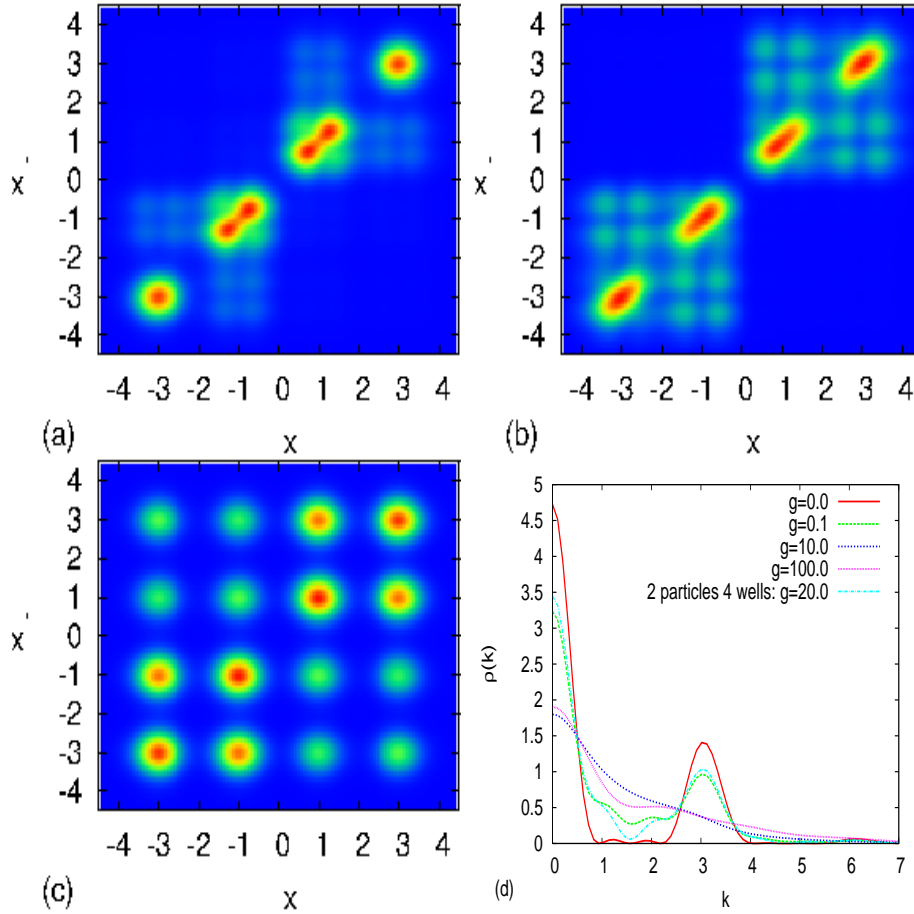 4
3
2
1
0
-1
-2
-3
-4
x'
-4 -3 -2 -1 0 1 2 3 4
x
(a)
4
3
2
1
0
-1
-2
-3
-4
x'
-4 -3 -2 -1 0 1 2 3 4
x
(b)
4
3
2
1
0
-1
-2
-3
-4
x'
-4 -3 -2 -1 0 1 2 3 4
x
(c)
5
4.5
4
3.5
3
2.5
2
1.5
1
0.5
0
ρ(k)
g=0.0
g=0.1
g=10.0
g=100.0
2 particles 4 wells: g=20.0
0 1 2 3 4 5 6 7
k
(d)